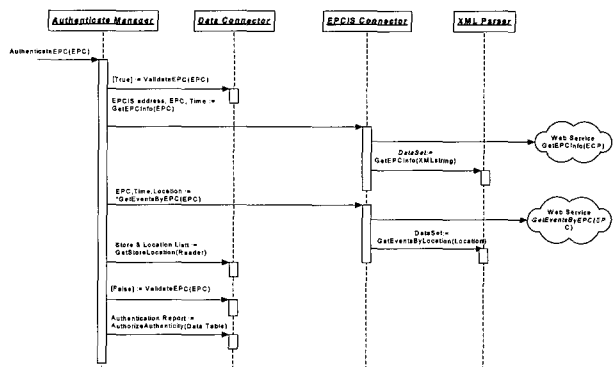 Authenticate Manager
Data Connector
EPCIS Connector
XML Parser
AuthenticateEPC(EPC)
[True] := ValidateEPC(EPC)
EPCIS address, EPC, Time :=
GetEPCInfo(EPC)
Web Service
GetEPCInfo(ECP)
DataSet:=
GetEPCInfo(XMLstring)
EPC,Time,Location :=
*GetEventsByEPC(EPC)
Web Service
GetEventsByEPC(EP
C)
DataSet:=
GetEventsByLocation(Location)
Store & Location List :=
GetStoreLocation(Reader)
[False] := ValidateEPC(EPC)
Authentication Report :=
AuthorizeAuthenticity(Data Table)